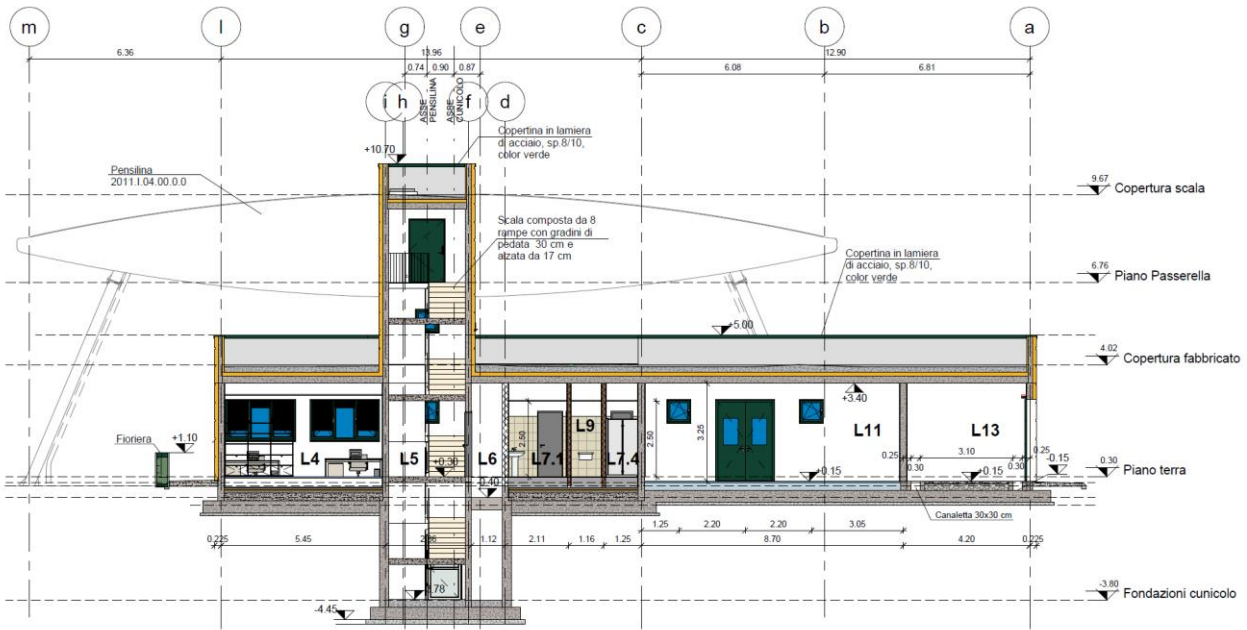 m
l
g
e
c
b
a
6.36
13.96
12.90
0.74
0.90
0.87
6.08
6.81
i
h
ASSE
PENSILINA
ASSE
CUNICOLO
f
d
+10.70
Copertina in lamiera
di acciaio, sp.8/10,
color verde
Pensilina
2011.I.04.00.0.0
9.67
Copertura scala
Scala composta da 8
rampe con gradini di
pedata 30 cm e
alzata da 17 cm
Copertina in lamiera
di acciaio, sp.8/10,
color verde
6.76
Piano Passerella
+5.00
4.02
Copertura fabbricato
+3.40
Fioriera
+1.10
L4
L5
+0.30
L6
2.50
L7.1
L9
L7.4
2.50
3.25
L11
L13
0.25
3.10
0.25
0.30
0.30
+0.15
+0.15
-0.15
0.30
Piano terra
-0.40
Canaletta 30x30 cm
1.25
2.20
2.20
3.05
0.225
5.45
1.12
2.11
1.16
1.25
8.70
4.20
0.225
-3.80
Fondazioni cunicolo
-4.45